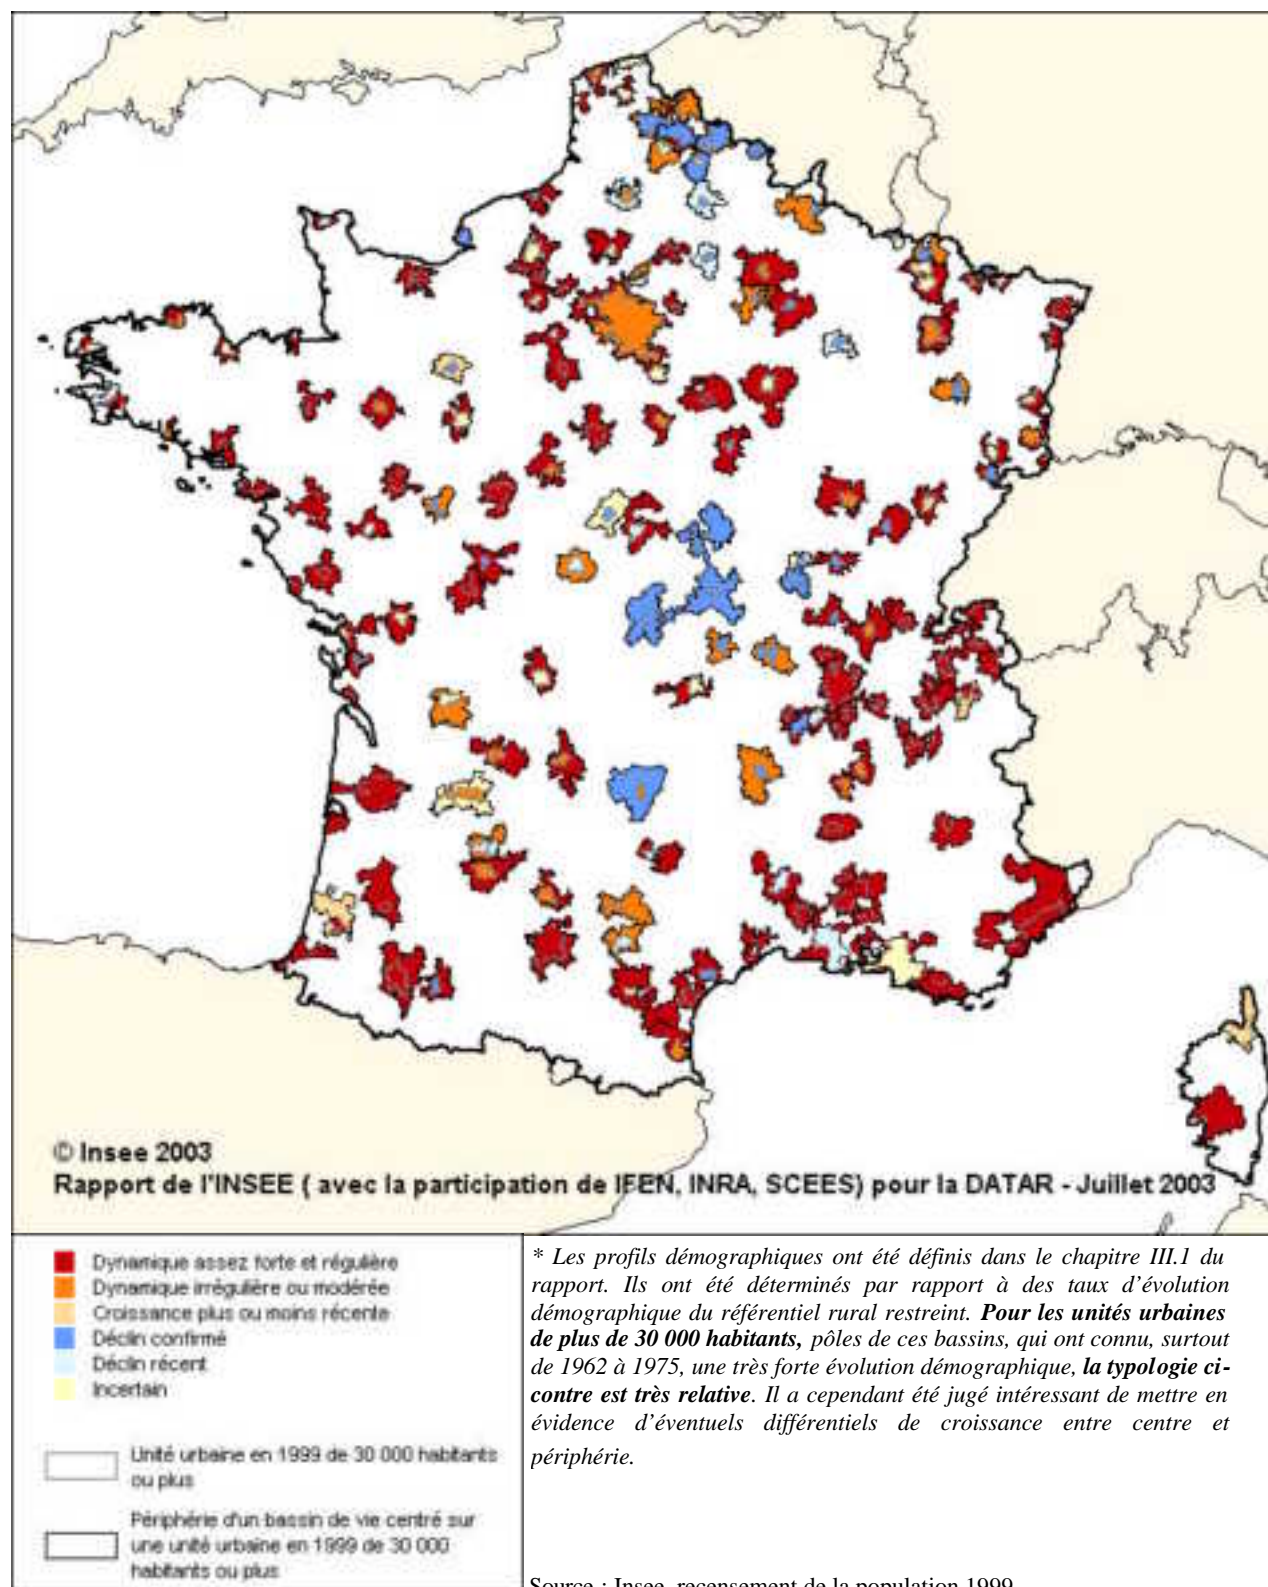 © Insee 2003
Rapport de l'INSEE ( avec la participation de IFEN, INRA, SCEES) pour la DATAR - Juillet 2003
Dynamique assez forte et régulière
Dynamique irrégulière ou modérée
Croissance plus ou moins récente
Déclin confirmé
Déclin récent
Incertain
Unité urbaine en 1999 de 30 000 habitants
ou plus
Périphérie d'un bassin de vie centré sur
une unité urbaine en 1999 de 30 000
habitants ou plus
* Les profils démographiques ont été définis dans le chapitre III.1 du
rapport. Ils ont été déterminés par rapport à des taux d’évolution
démographique du référentiel rural restreint. Pour les unités urbaines
de plus de 30 000 habitants, pôles de ces bassins, qui ont connu, surtout
de 1962 à 1975, une très forte évolution démographique, la typologie ci-
contre est très relative. Il a cependant été jugé intéressant de mettre en
évidence d’éventuels différentiels de croissance entre centre et
périphérie.
Source : Insee, recensement de la population 1999